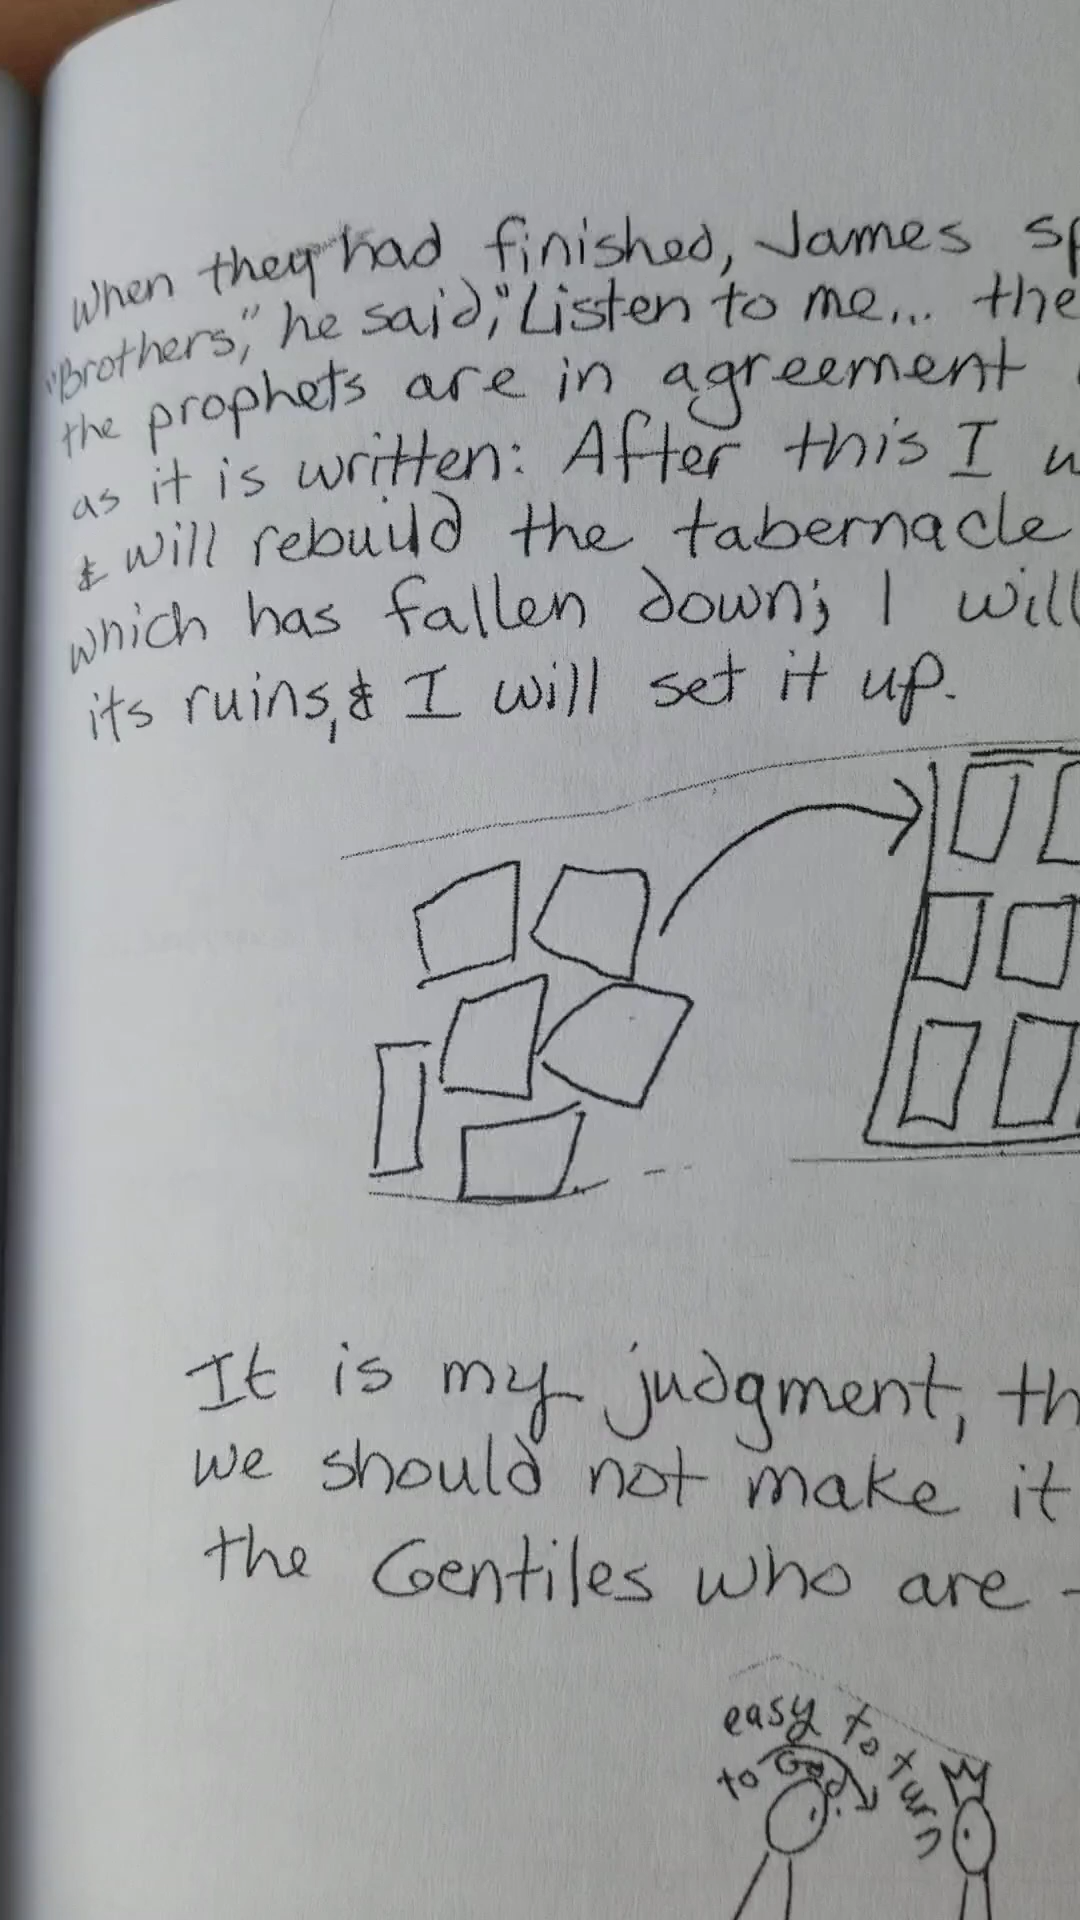 When they had finished, James sp
"Brothers," he said, "Listen to me... the
the prophets are in agreement
as it is written: After this I w
& will rebuild the tabernacle
which has fallen down; I will
its ruins, & I will set it up.
It is my judgment, th
we should not make it
the Gentiles who are
easy to turn
to God.